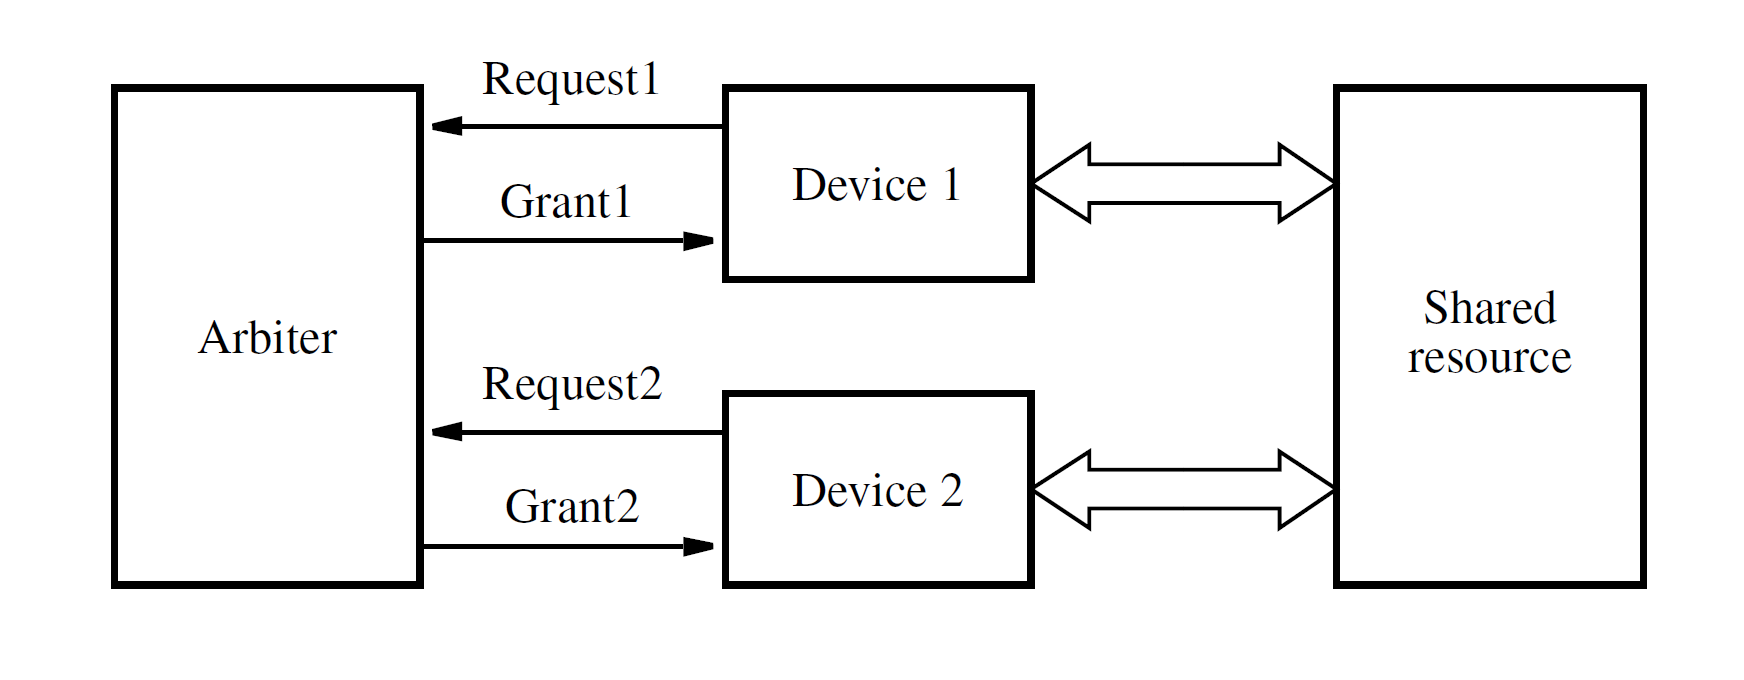 Request1
Grant1
Device 1
Arbiter
Shared
resource
Request2
Grant2
Device 2